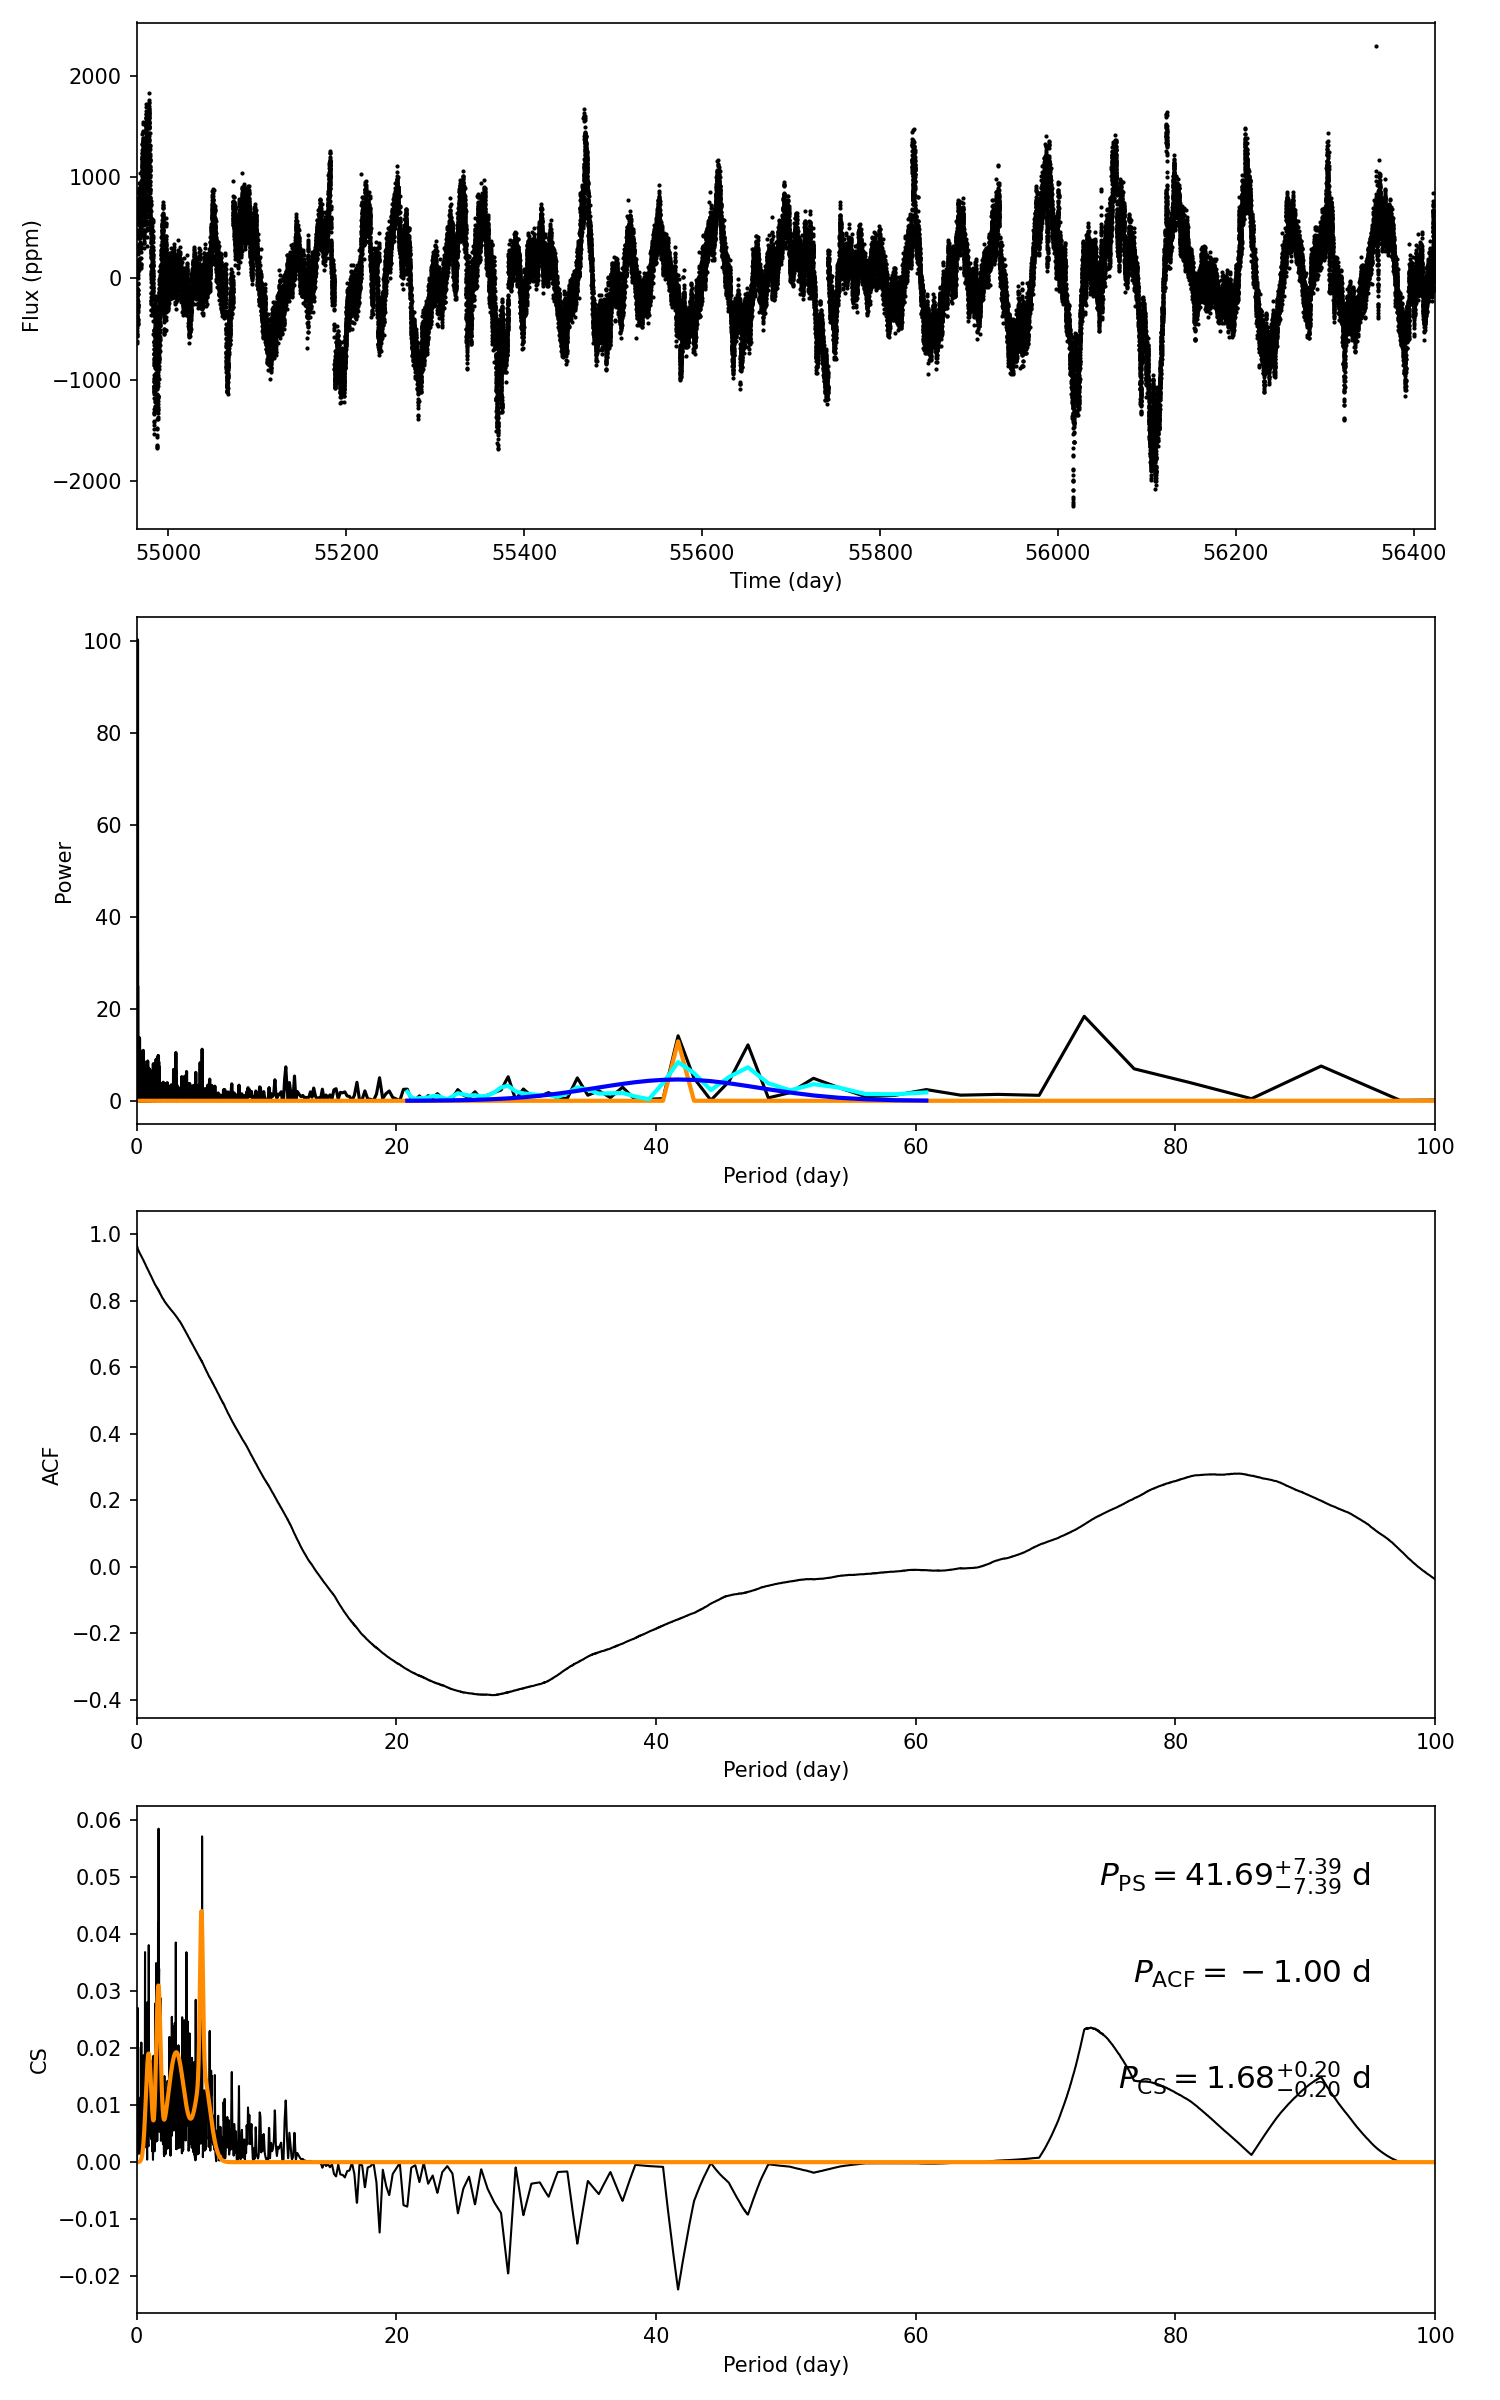 2000
1000
0
−1000
−2000
Flux (ppm)
55000 55200 55400 55600 55800 56000 56200 56400
Time (day)
100
80
60
40
20
0
Power
0 20 40 60 80 100
Period (day)
1.0
0.8
0.6
0.4
0.2
0.0
−0.2
−0.4
ACF
0 20 40 60 80 100
Period (day)
0.06
0.05
0.04
0.03
0.02
0.01
0.00
−0.01
−0.02
CS
P_PS = 41.69^{+7.39}_{−7.39} d
P_ACF = −1.00 d
P_CS = 1.68^{+0.20}_{−0.20} d
0 20 40 60 80 100
Period (day)